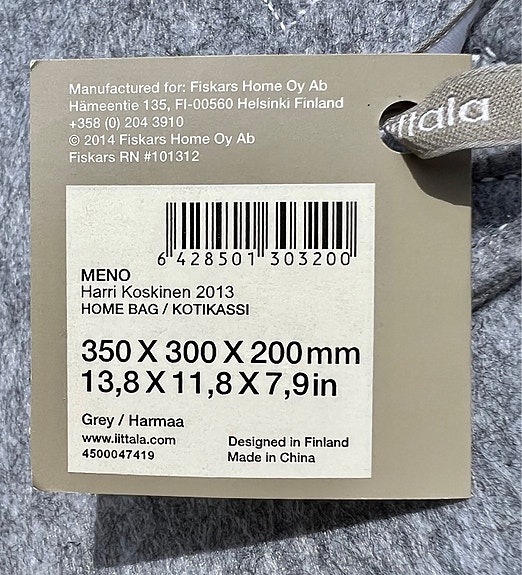 Manufactured for: Fiskars Home Oy Ab
Hämeentie 135, FI-00560 Helsinki Finland
+358 (0) 204 3910
© 2014 Fiskars Home Oy Ab
Fiskars RN #101312
iittala
6 428501 303200
MENO
Harri Koskinen 2013
HOME BAG / KOTIKASSI
350 X 300 X 200 mm
13,8 X 11,8 X 7,9 in
Grey / Harmaa
www.iittala.com
4500047419
Designed in Finland
Made in China